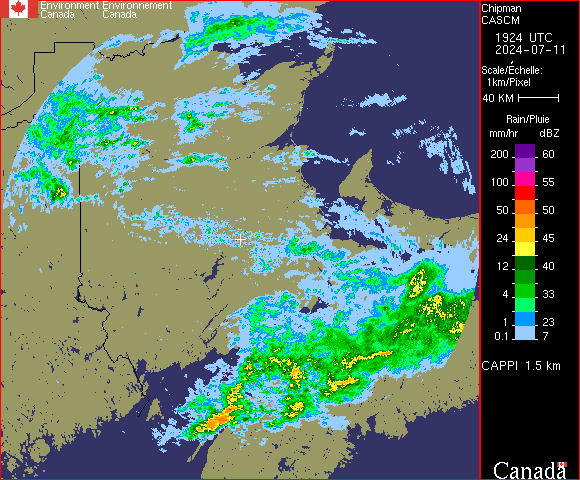 Environment Environnement
Canada Canada
Chipman
CASCM
1924 UTC
2024-07-11
Scale/Échelle:
1km/Pixel
40 KM
Rain/Pluie
mm/hr dBZ
200 60
100 55
50 50
24 45
12 40
4 33
1 23
0.1 7
CAPPI 1.5 km
Canada